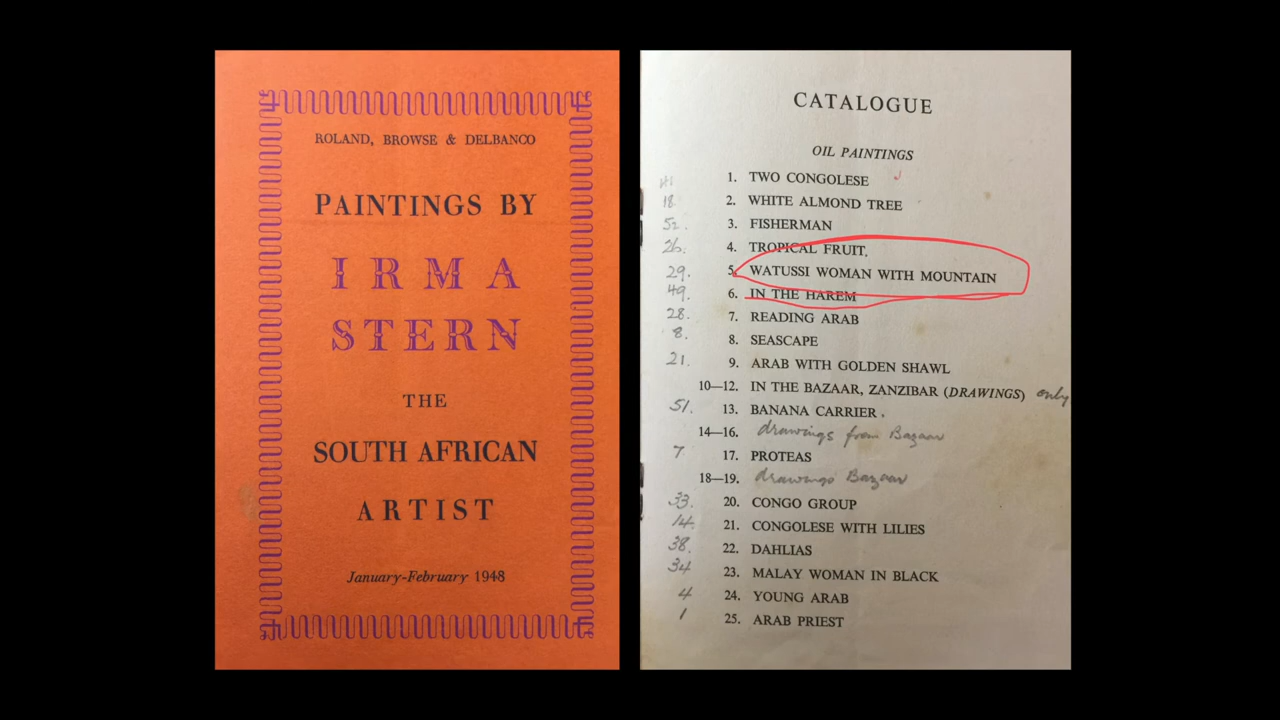 ROLAND, BROWSE & DELBANCO
PAINTINGS BY
IRMA
STERN
THE
SOUTH AFRICAN
ARTIST
January-February 1948
CATALOGUE
OIL PAINTINGS
1. TWO CONGOLESE
18 2. WHITE ALMOND TREE
52. 3. FISHERMAN
26. 4. TROPICAL FRUIT.
29. 5. WATUSSI WOMAN WITH MOUNTAIN
49. 6. IN THE HAREM
28. 7. READING ARAB
8. 8. SEASCAPE
21. 9. ARAB WITH GOLDEN SHAWL
10—12. IN THE BAZAAR, ZANZIBAR (DRAWINGS) only
51. 13. BANANA CARRIER.
14—16. drawings from Bazaar
7 17. PROTEAS
18—19. drawings Bazaar
33. 20. CONGO GROUP
14. 21. CONGOLESE WITH LILIES
38. 22. DAHLIAS
34 23. MALAY WOMAN IN BLACK
4 24. YOUNG ARAB
1 25. ARAB PRIEST